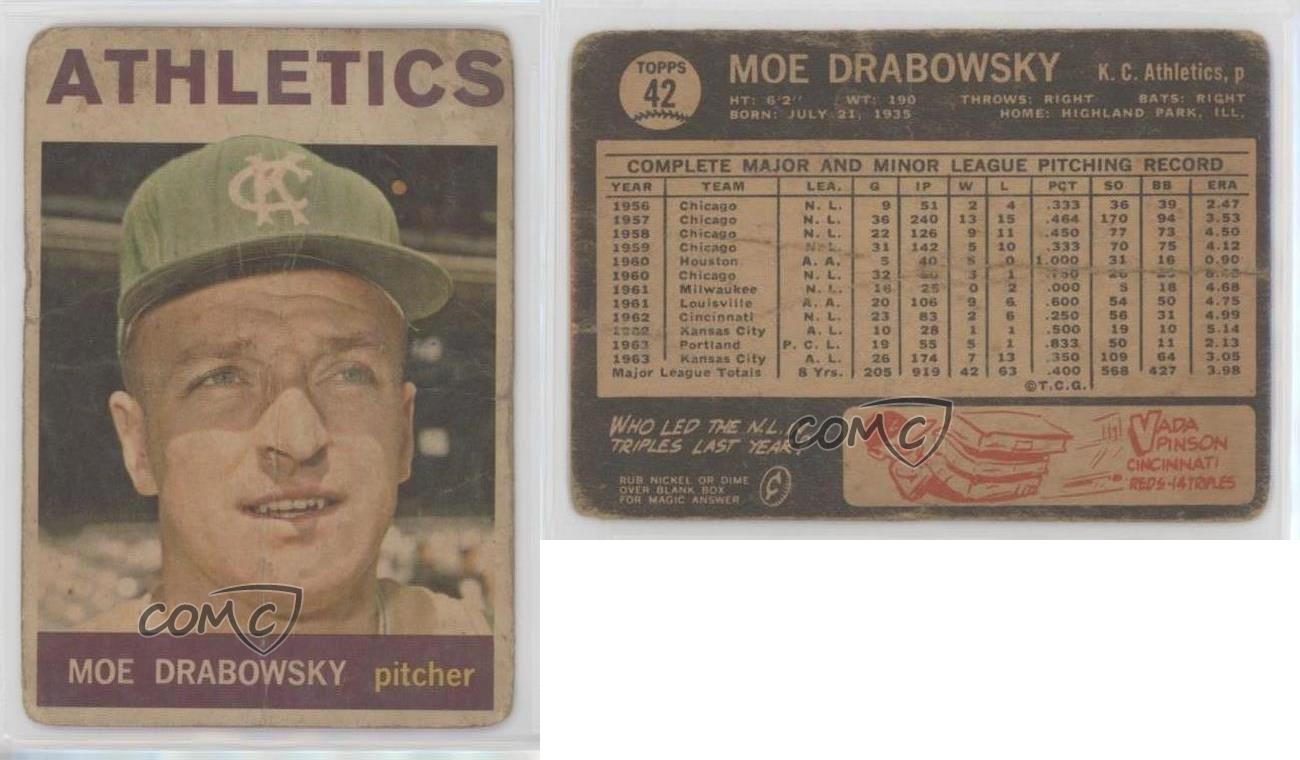 ATHLETICS
KC
COMC
MOE DRABOWSKY pitcher
TOPPS
42
MOE DRABOWSKY K. C. Athletics, p
HT: 6'2" WT: 190 THROWS: RIGHT BATS: RIGHT
BORN: JULY 21, 1935 HOME: HIGHLAND PARK, ILL.
COMPLETE MAJOR AND MINOR LEAGUE PITCHING RECORD
YEAR TEAM LEA. G IP W L PCT SO BB ERA
1956 Chicago N. L. 9 51 2 4 .333 36 39 2.47
1957 Chicago N. L. 36 240 13 15 .464 170 94 3.53
1958 Chicago N. L. 22 126 9 11 .450 77 73 4.50
1959 Chicago N. L. 31 142 5 10 .333 70 75 4.12
1960 Houston A. A. 5 40 5 0 1.000 31 16 0.90
1960 Chicago N. L. 32 3 1 .750 26
1961 Milwaukee N. L. 16 25 0 2 .000 5 18 4.68
1961 Louisville A. A. 20 106 9 6 .600 54 50 4.75
1962 Cincinnati N. L. 23 83 2 6 .250 56 31 4.99
Kansas City A. L. 10 28 1 1 .500 19 10 5.14
1963 Portland P. C. L. 19 55 5 1 .833 50 11 2.13
1963 Kansas City A. L. 26 174 7 13 .350 109 64 3.05
Major League Totals 8 Yrs. 205 919 42 63 .400 568 427 3.98
©T.C.G.
WHO LED THE N.L. IN
TRIPLES LAST YEAR?
RUB NICKEL OR DIME
OVER BLANK BOX
FOR MAGIC ANSWER
COMC
VADA
PINSON
CINCINNATI
REDS-14 TRIPLES